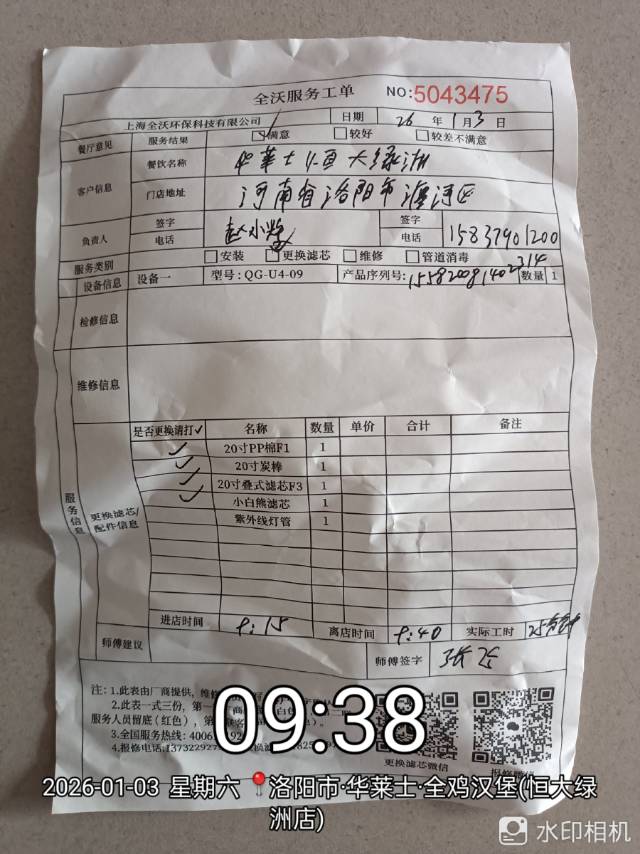 全沃服务工单 NO:5043475
上海全沃环保科技有限公司 日期 26 年 1月3 日
餐厅意见 服务结果 满意 较好 较差不满意
客户信息 餐饮名称 华莱士 大绿洲
门店地址 河南省洛阳市瀍河区
负责人 签字 赵小 签字
电话 电话 15837901200
服务类别 安装 更换滤芯 维修 管道消毒
设备信息 设备一 型号:QG-U4-09 产品序列号: 数量 1
检修信息
维修信息
服务信息 更换滤芯/配件信息
是否更换请打✓ 名称 数量 单价 合计 备注
✓ 20寸PP棉F1 1
✓ 20寸炭棒 1
✓ 20寸叠式滤芯F3 1
✓ 小白熊滤芯 1
紫外线灯管 1
进店时间 9:15 离店时间 9:40 实际工时 25分钟
师傅建议 师傅签字
注:1.此表由厂商提供,维修
2.此表一式三份,第一
服务人员留底(红色),第
3.全国服务热线:4006
4.报修电话:1373229
更换滤芯微信 报修微信
09:38
2026-01-03 星期六 洛阳市·华莱士·全鸡汉堡(恒大绿
洲店)
水印相机